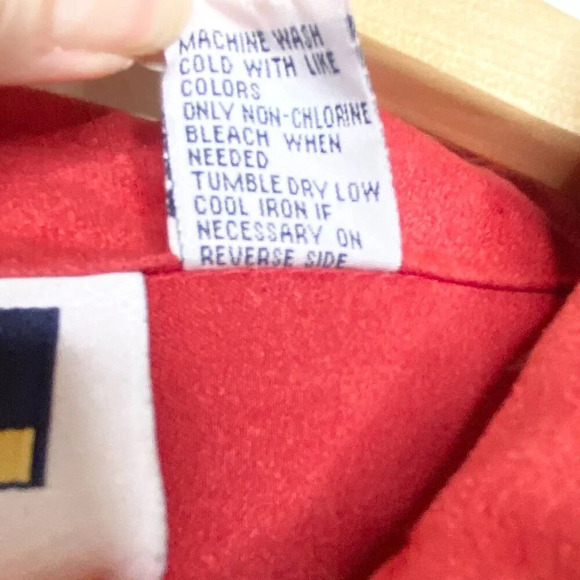 MACHINE WASH
COLD WITH LIKE
COLORS
ONLY NON-CHLORINE
BLEACH WHEN
NEEDED
TUMBLE DRY LOW
COOL IRON IF
NECESSARY ON
REVERSE SIDE